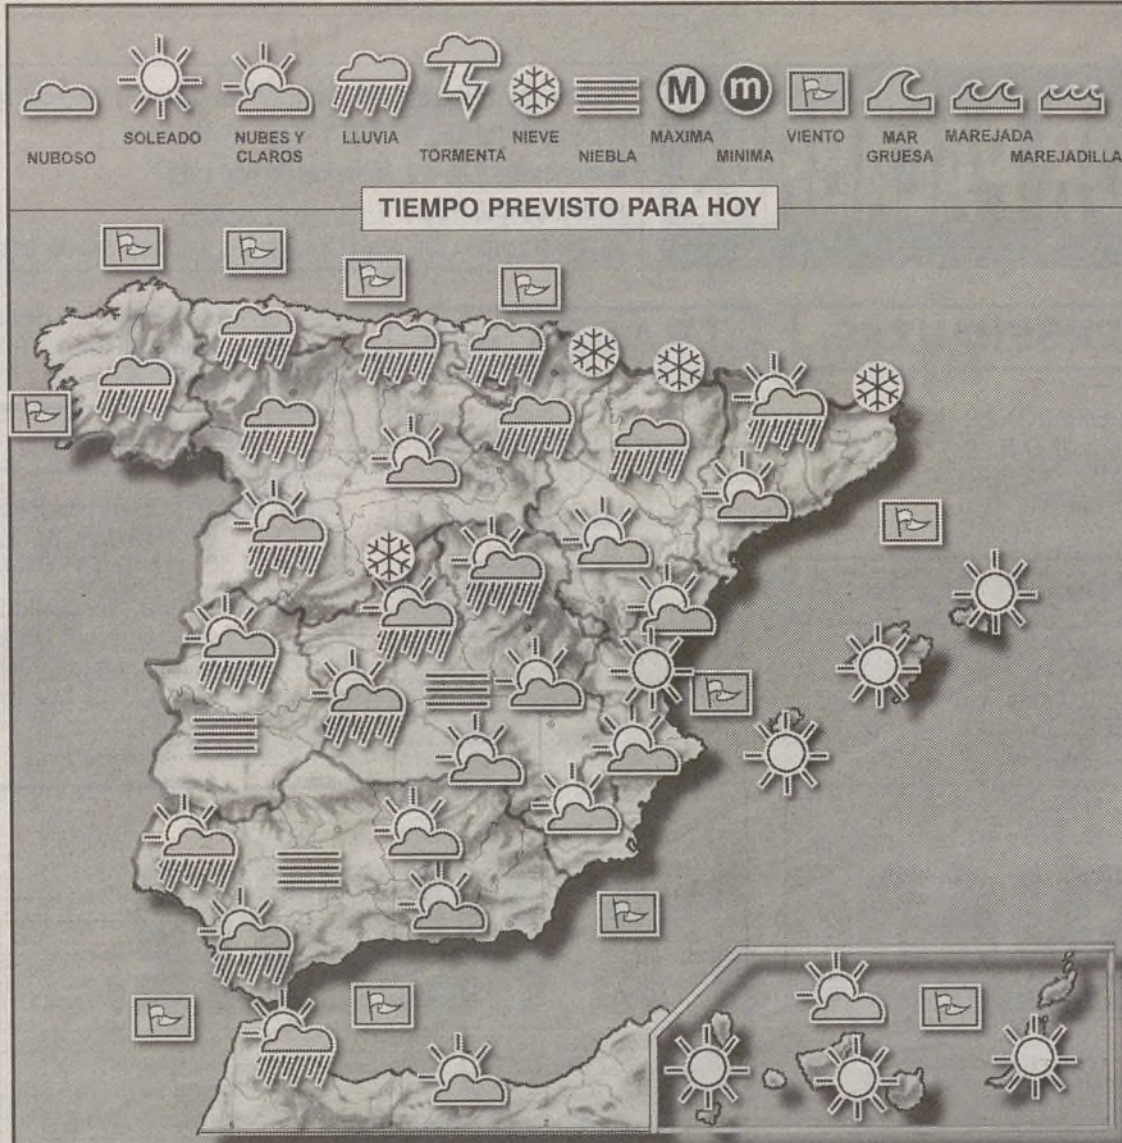 NUBOSO
SOLEADO
NUBES Y
CLAROS
LLUVIA
TORMENTA
NIEVE
NIEBLA
M
MAXIMA
m
MINIMA
VIENTO
MAR
GRUESA
MAREJADA
MAREJADILLA
TIEMPO PREVISTO PARA HOY